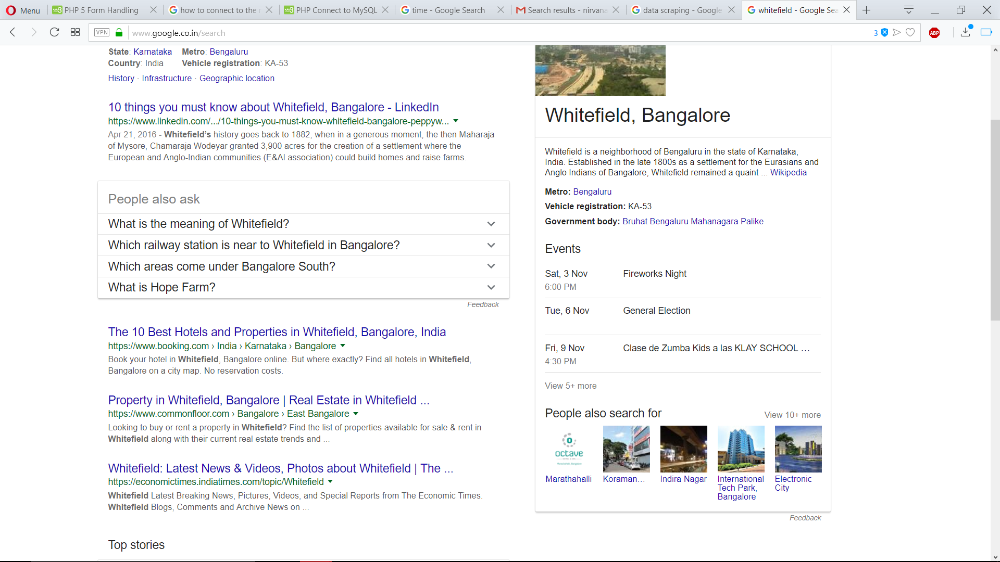 Menu
PHP 5 Form Handling
how to connect to the
PHP Connect to MySQL
time - Google Search
Search results - nirvana
data scraping - Google
whitefield - Google Sea
VPN
www.google.co.in/search
3
ABP
State: Karnataka Metro: Bengaluru
Country: India Vehicle registration: KA-53
History · Infrastructure · Geographic location
10 things you must know about Whitefield, Bangalore - LinkedIn
https://www.linkedin.com/.../10-things-you-must-know-whitefield-bangalore-peppyw...
Apr 21, 2016 - Whitefield's history goes back to 1882, when in a generous moment, the then Maharaja
of Mysore, Chamaraja Wodeyar granted 3,900 acres for the creation of a settlement where the
European and Anglo-Indian communities (E&AI association) could build homes and raise farms.
People also ask
What is the meaning of Whitefield?
Which railway station is near to Whitefield in Bangalore?
Which areas come under Bangalore South?
What is Hope Farm?
Feedback
The 10 Best Hotels and Properties in Whitefield, Bangalore, India
https://www.booking.com › India › Karnataka › Bangalore
Book your hotel in Whitefield, Bangalore online. But where exactly? Find all hotels in Whitefield,
Bangalore on a city map. No reservation costs.
Property in Whitefield, Bangalore | Real Estate in Whitefield ...
https://www.commonfloor.com › Bangalore › East Bangalore
Looking to buy or rent a property in Whitefield? Find the list of properties available for sale & rent in
Whitefield along with their current real estate trends and ...
Whitefield: Latest News & Videos, Photos about Whitefield | The ...
https://economictimes.indiatimes.com/topic/Whitefield
Whitefield Latest Breaking News, Pictures, Videos, and Special Reports from The Economic Times.
Whitefield Blogs, Comments and Archive News on ...
Top stories
Whitefield, Bangalore
Whitefield is a neighborhood of Bengaluru in the state of Karnataka,
India. Established in the late 1800s as a settlement for the Eurasians and
Anglo Indians of Bangalore, Whitefield remained a quaint ... Wikipedia
Metro: Bengaluru
Vehicle registration: KA-53
Government body: Bruhat Bengaluru Mahanagara Palike
Events
Sat, 3 Nov Fireworks Night
6:00 PM
Tue, 6 Nov General Election
Fri, 9 Nov Clase de Zumba Kids a las KLAY SCHOOL ...
4:30 PM
View 5+ more
People also search for View 10+ more
octave
Marathahalli
Koraman...
Indira Nagar
International
Tech Park,
Bangalore
Electronic
City
Feedback